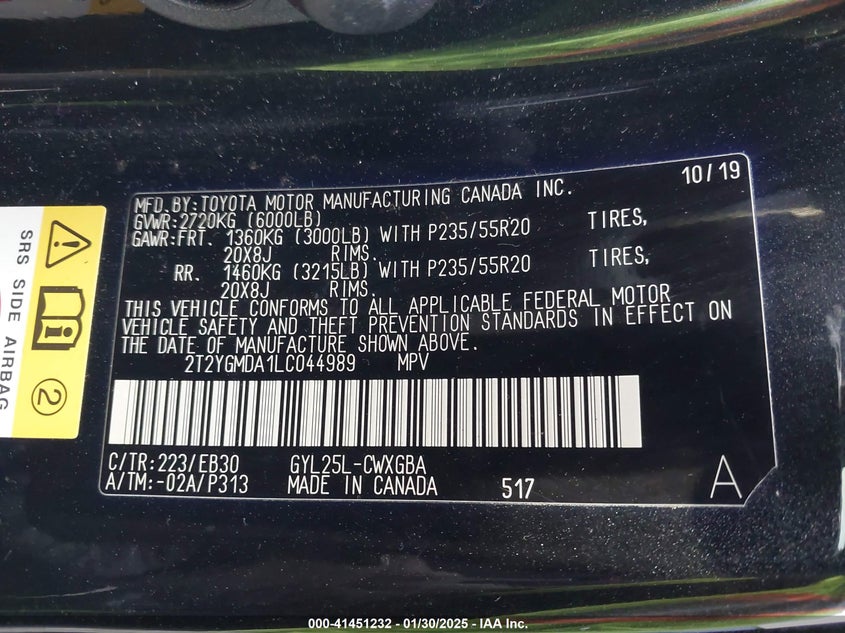 MFD. BY: TOYOTA MOTOR MANUFACTURING CANADA INC. 10/19
GVWR: 2720KG (6000LB)
GAWR: FRT. 1360KG (3000LB) WITH P235/55R20 TIRES,
20X8J RIMS.
RR. 1460KG (3215LB) WITH P235/55R20 TIRES,
20X8J RIMS.
THIS VEHICLE CONFORMS TO ALL APPLICABLE FEDERAL MOTOR
VEHICLE SAFETY AND THEFT PREVENTION STANDARDS IN EFFECT ON
THE DATE OF MANUFACTURE SHOWN ABOVE.
2T2YGMDA1LC044989 MPV
C/TR: 223/EB30 GYL25L-CWXGBA
A/TM: -02A/P313 MADE IN CANADA 517 A
SRS SIDE AIRBAG
2
000-41451232 - 01/30/2025 - IAA Inc.